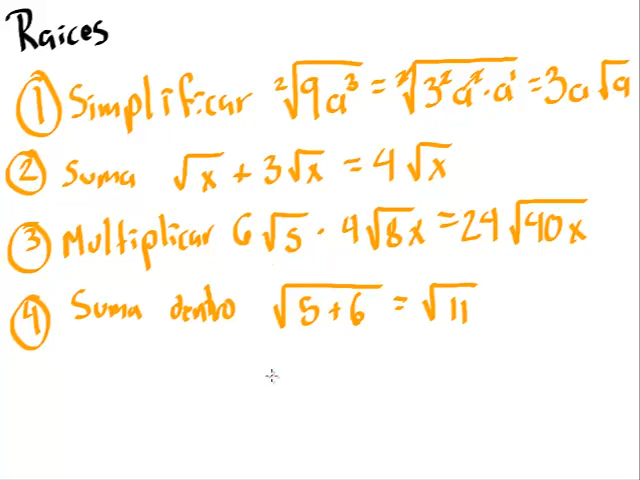 Raices
① Simplificar ²√9a³ = ²√3²a²·a¹ = 3a√a
② Suma √x + 3√x = 4√x
③ Multiplicar 6√5 · 4√8x = 24√40x
④ Suma dentro √5+6 = √11